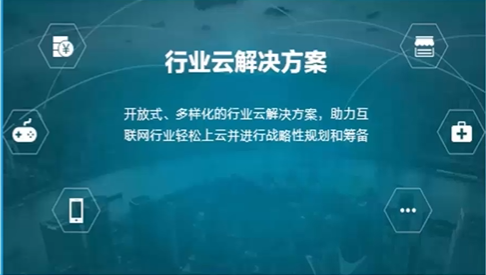 行业云解决方案
开放式、多样化的行业云解决方案，助力互
联网行业轻松上云并进行战略性规划和筹备